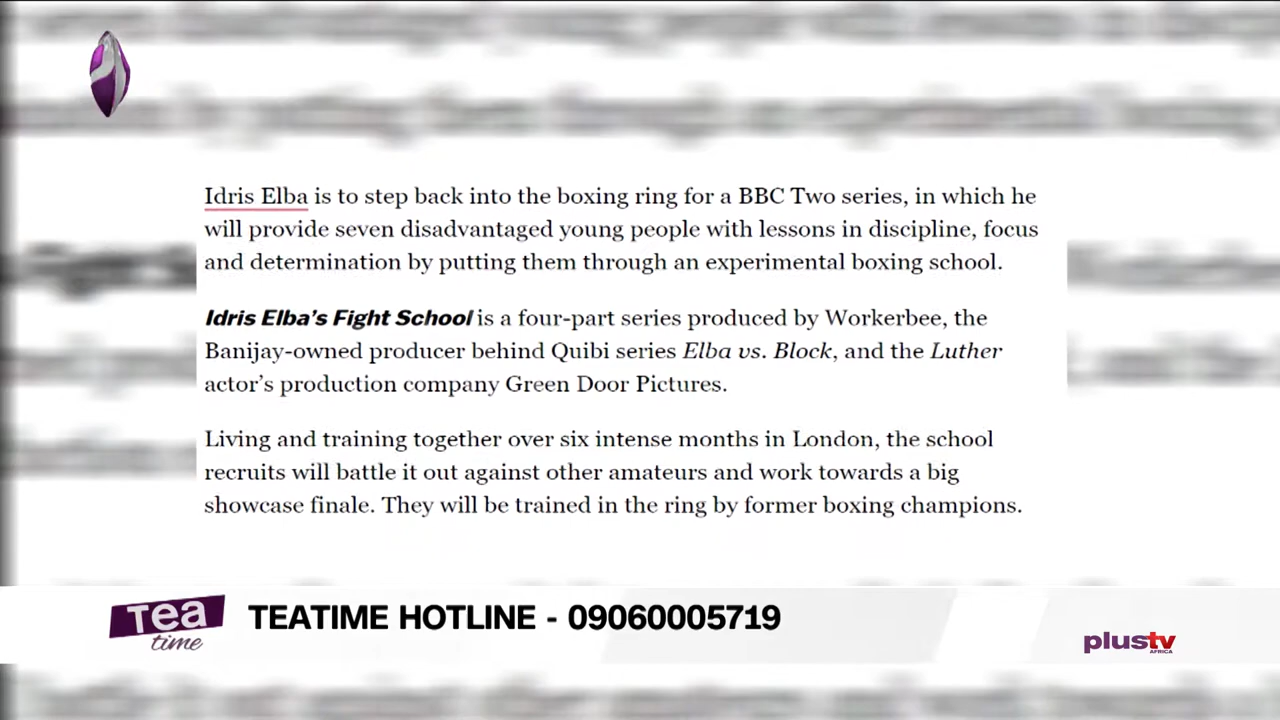 Idris Elba is to step back into the boxing ring for a BBC Two series, in which he
will provide seven disadvantaged young people with lessons in discipline, focus
and determination by putting them through an experimental boxing school.
Idris Elba's Fight School is a four-part series produced by Workerbee, the
Banijay-owned producer behind Quibi series Elba vs. Block, and the Luther
actor's production company Green Door Pictures.
Living and training together over six intense months in London, the school
recruits will battle it out against other amateurs and work towards a big
showcase finale. They will be trained in the ring by former boxing champions.
Tea
time
TEATIME HOTLINE - 09060005719
plustv
AFRICA